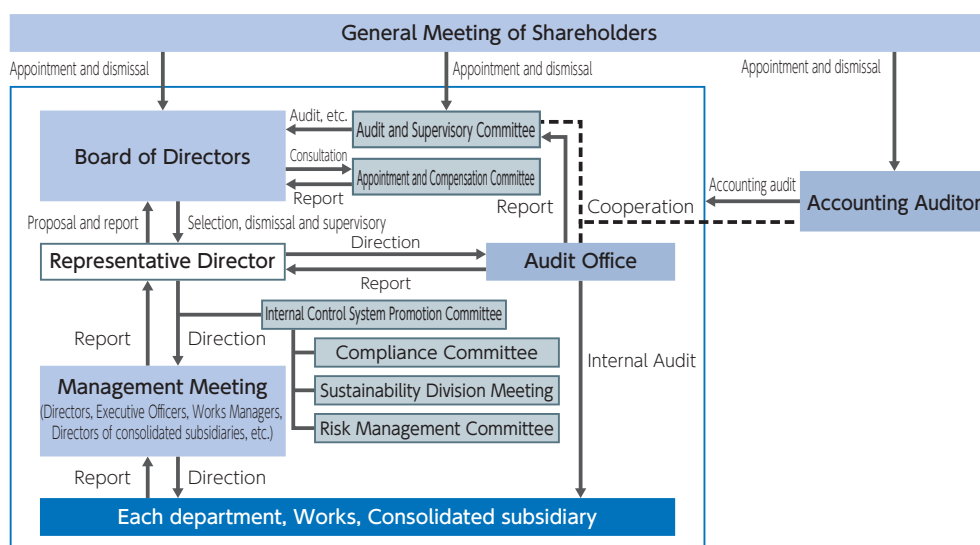 General Meeting of Shareholders
Appointment and dismissal
Appointment and dismissal
Appointment and dismissal
Board of Directors
Audit, etc.
Audit and Supervisory Committee
Consultation
Appointment and Compensation Committee
Report
Report
Cooperation
Accounting audit
Accounting Auditor
Proposal and report
Selection, dismissal and supervisory
Representative Director
Direction
Report
Audit Office
Internal Control System Promotion Committee
Report
Direction
Compliance Committee
Internal Audit
Sustainability Division Meeting
Risk Management Committee
Management Meeting
(Directors, Executive Officers, Works Managers,
Directors of consolidated subsidiaries, etc.)
Report
Direction
Each department, Works, Consolidated subsidiary